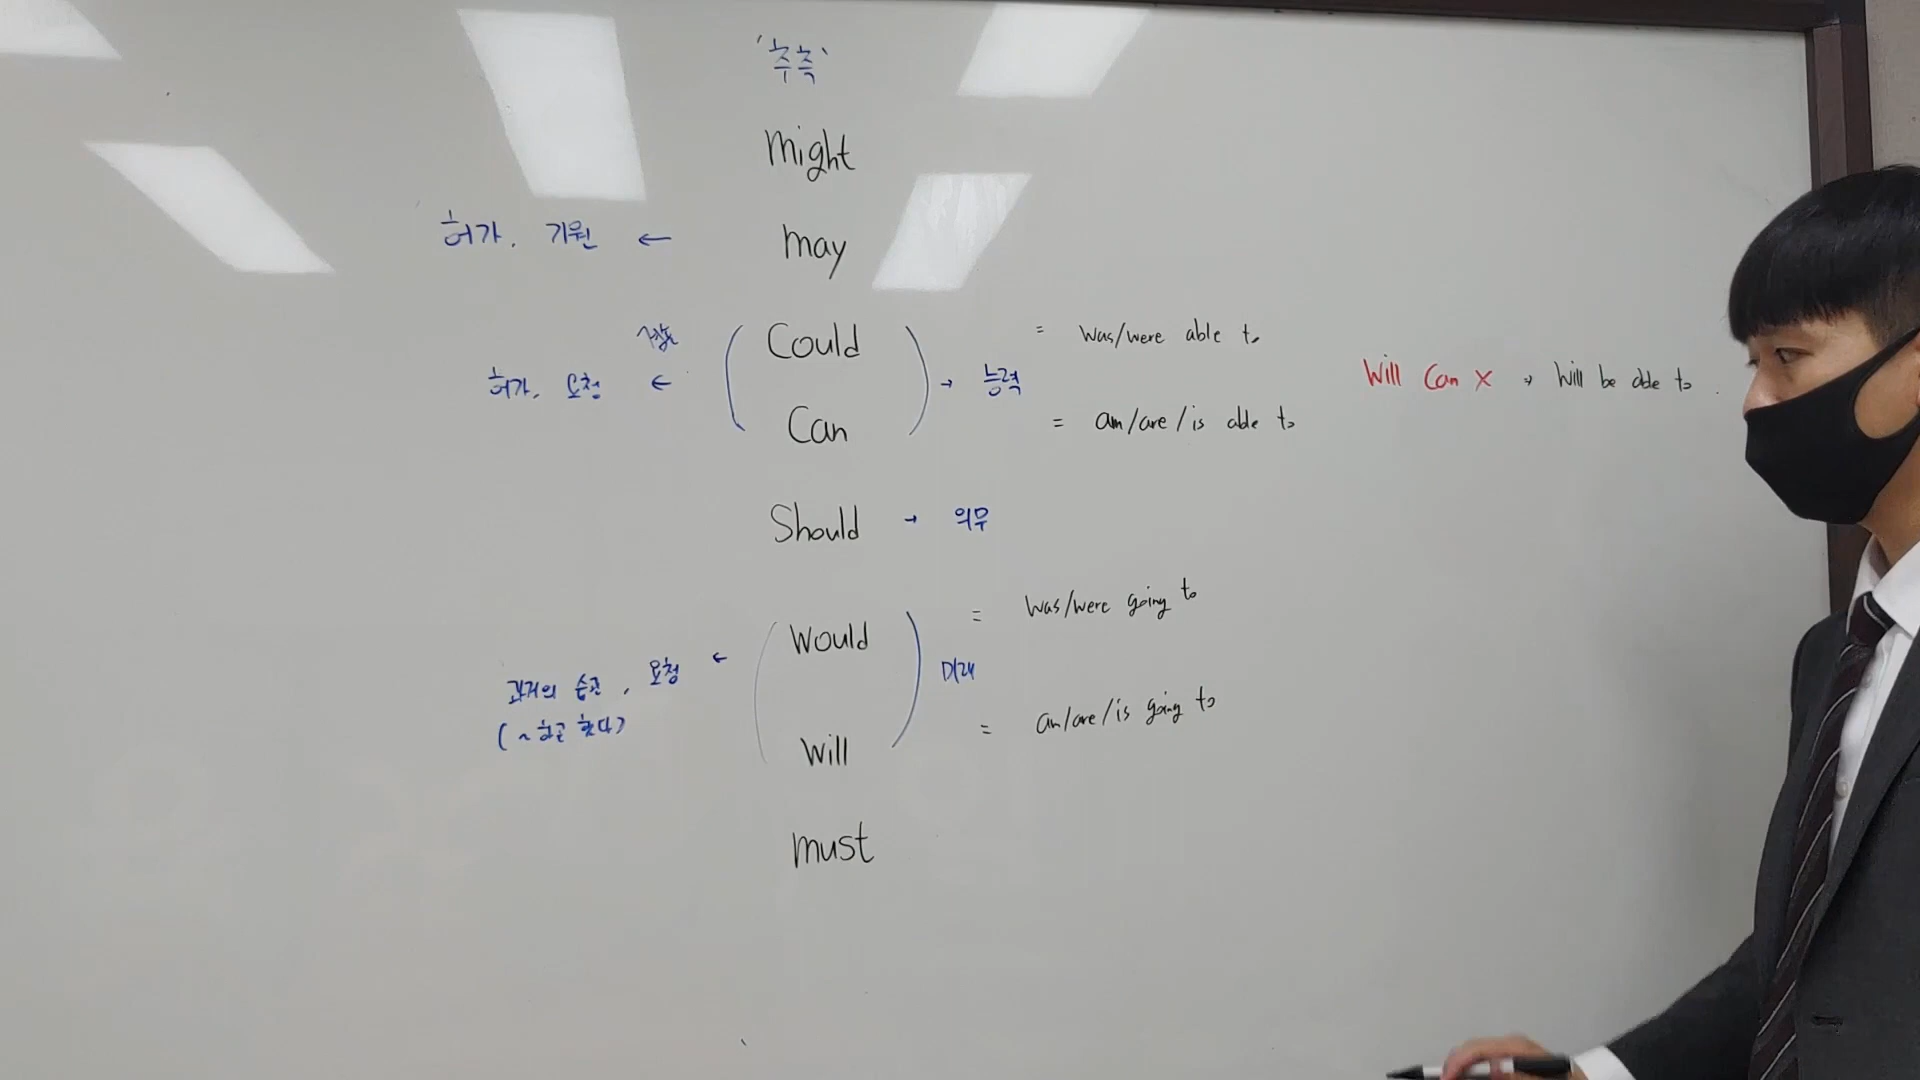 '추측'
might
허가, 기원 ← may
Could = was/were able to
허가, 요청 ← → 능력 Will Can X → Will be able to
Can = am/are/is able to
Should → 의무
Would = was/were going to
과거의 습관, 요청 ← 미래
(~하곤 했다)
Will = am/are/is going to
must